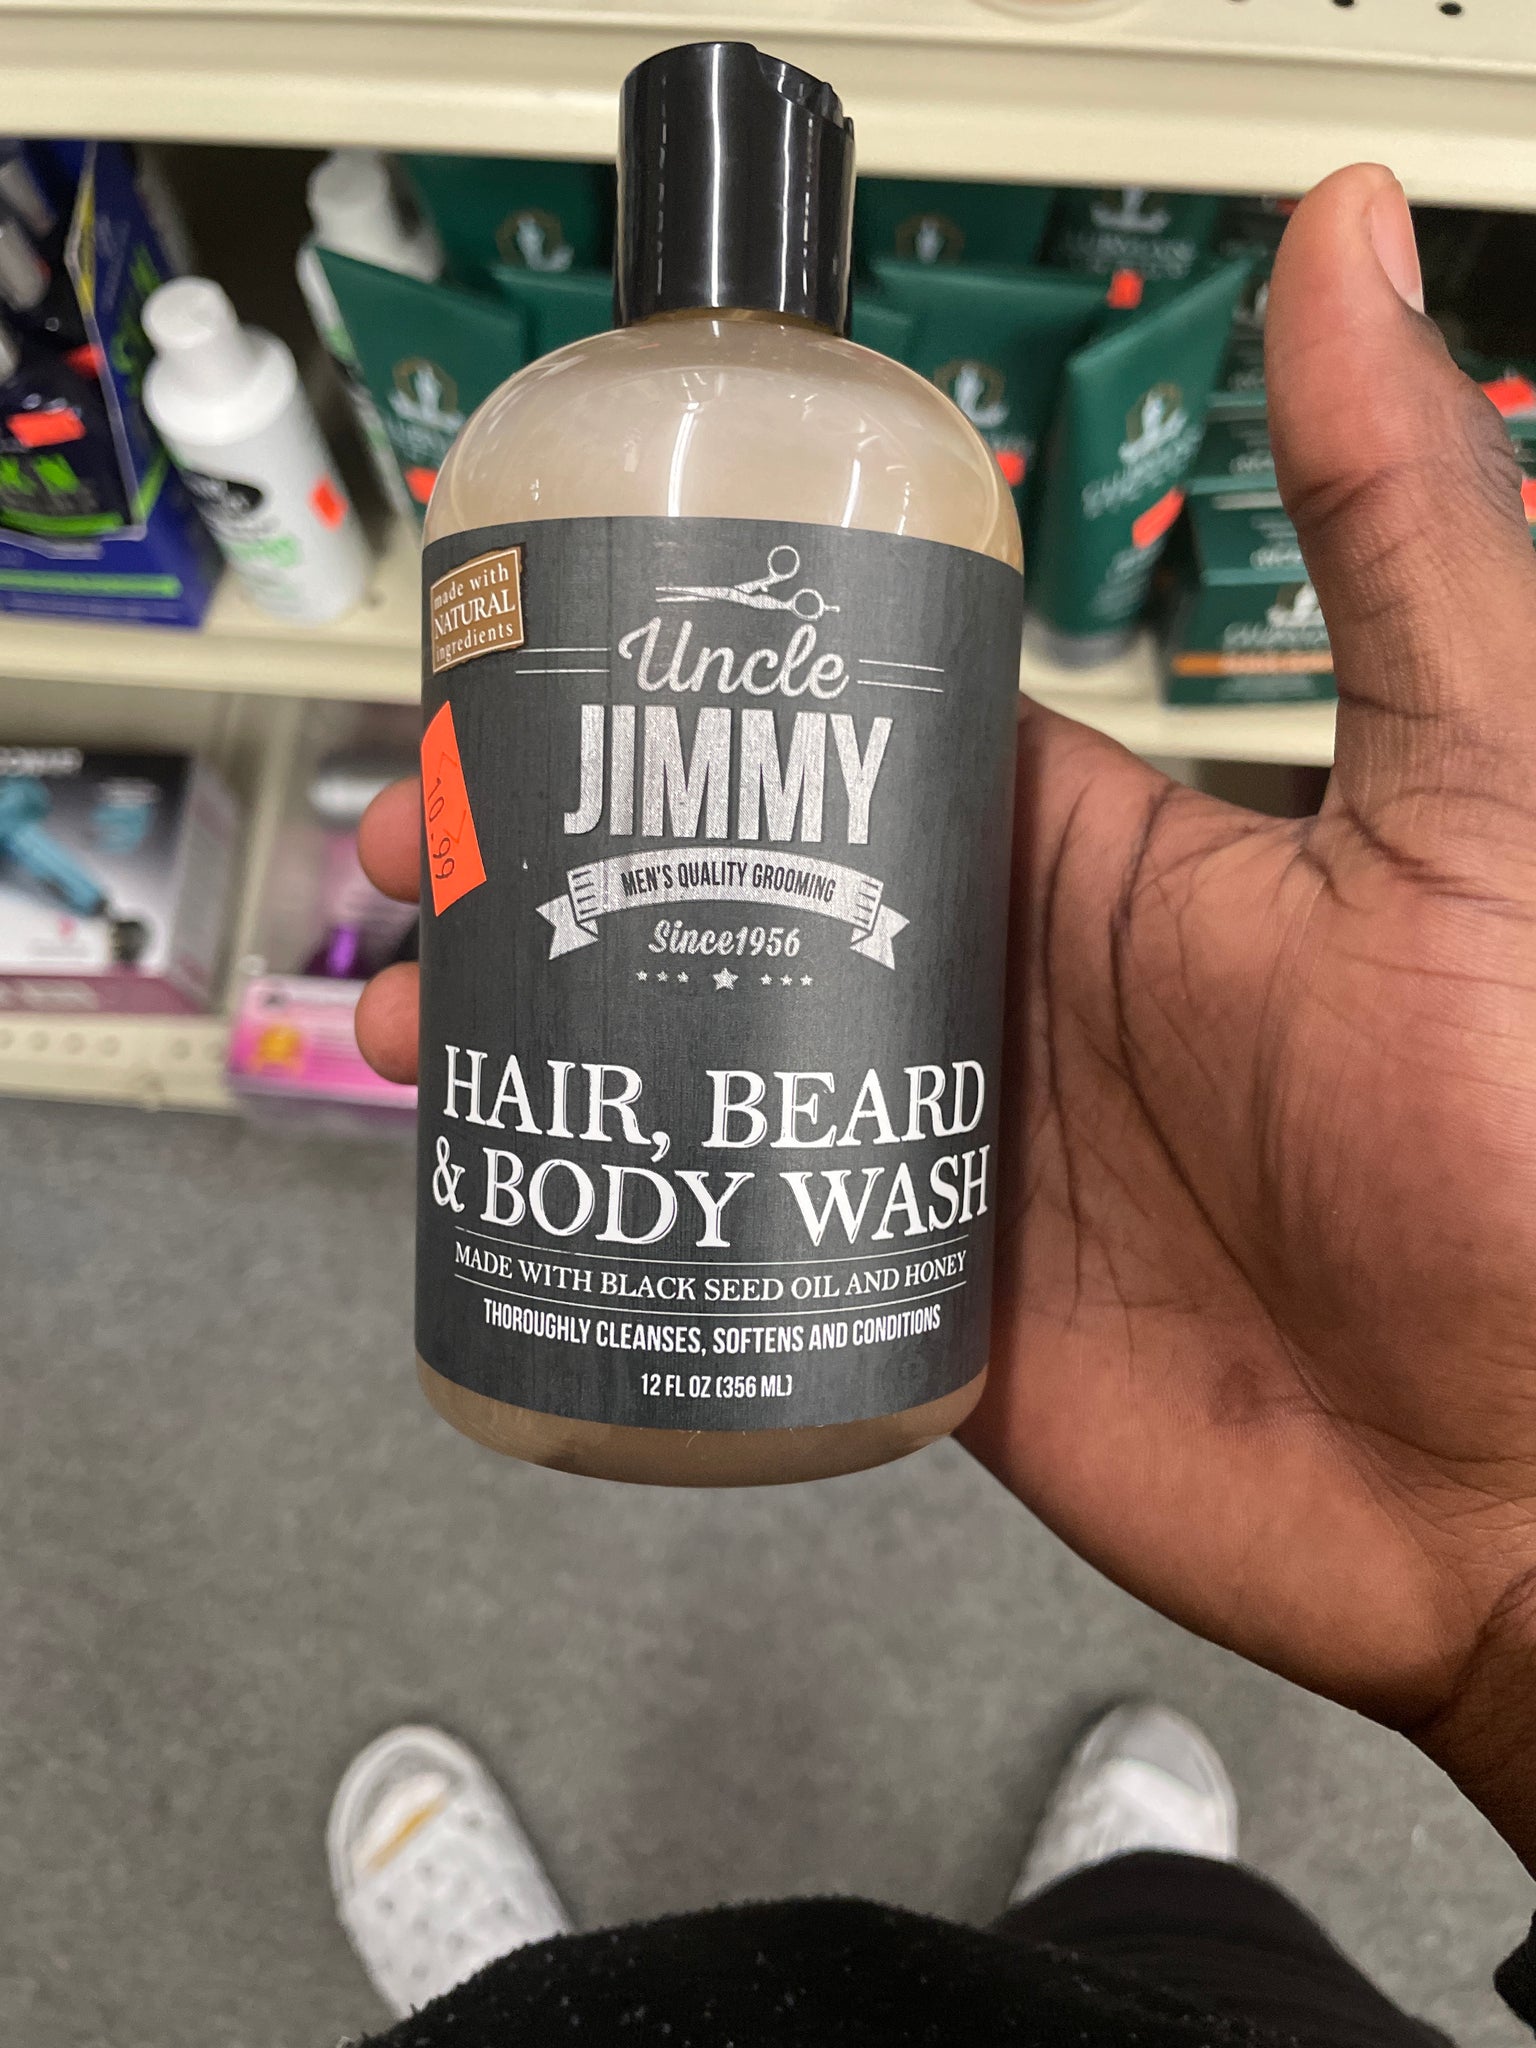 made with
NATURAL
ingredients
Uncle
JIMMY
MEN'S QUALITY GROOMING
Since1956
10.99
HAIR, BEARD
& BODY WASH
MADE WITH BLACK SEED OIL AND HONEY
THOROUGHLY CLEANSES, SOFTENS AND CONDITIONS
12 FL OZ (356 ML)